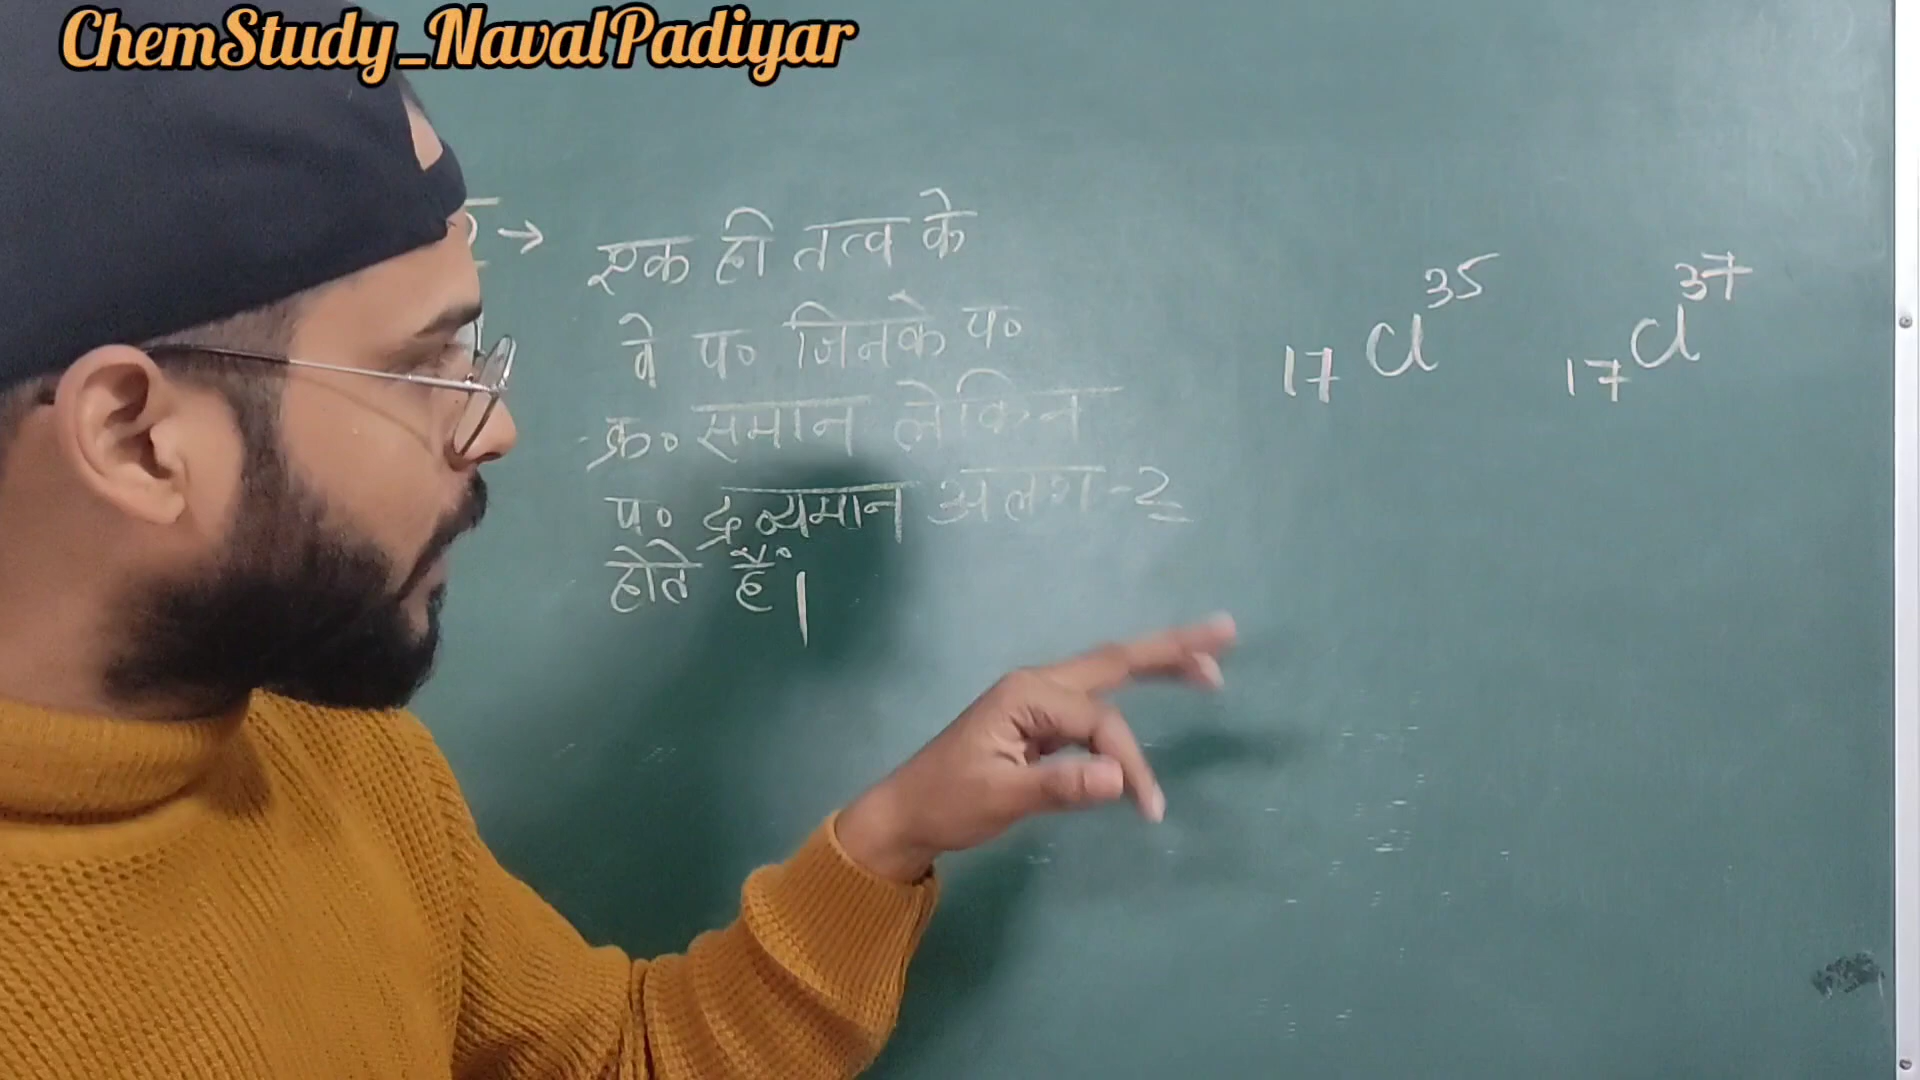 ChemStudy_NavalPadiyar
→ एक ही तत्व के
वे प० जिनके प०
क्र० समान लेकिन
प० द्रव्यमान अलग-2
होते हैं।
17 Cl 35 17 Cl 37